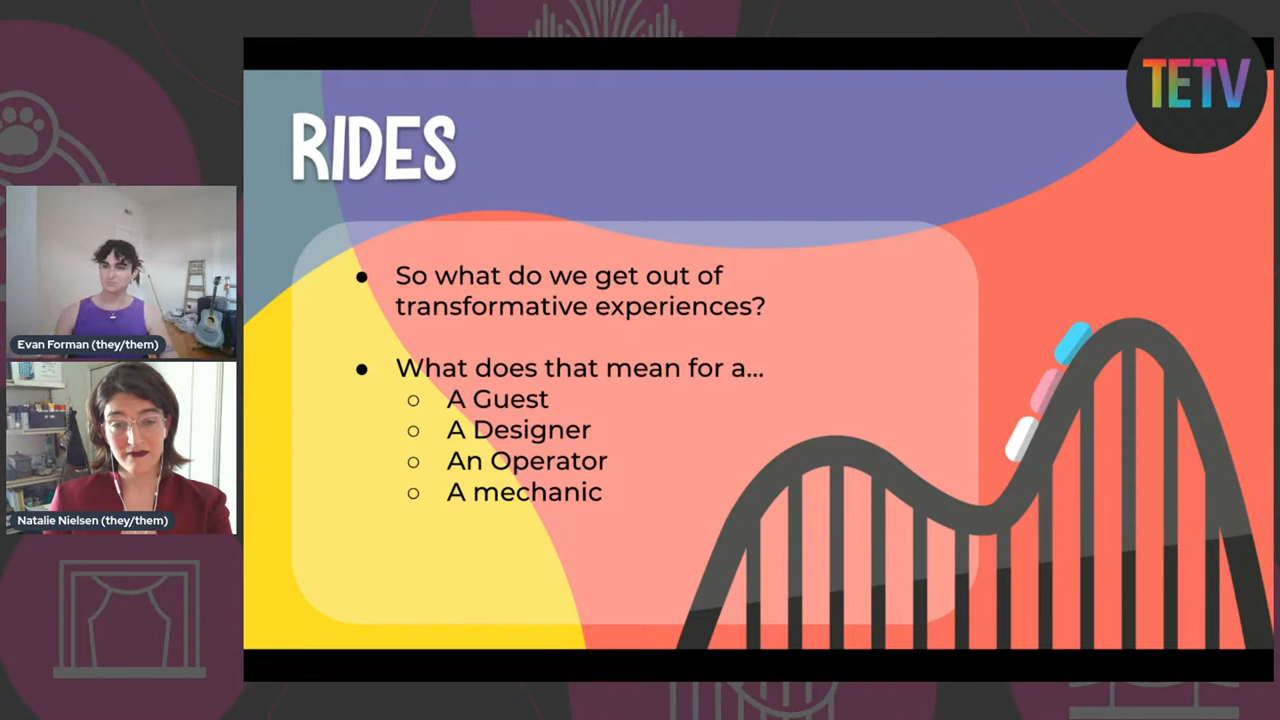 TETV
RIDES
● So what do we get out of
transformative experiences?
● What does that mean for a...
○ A Guest
○ A Designer
○ An Operator
○ A mechanic
Evan Forman (they/them)
Natalie Nielsen (they/them)